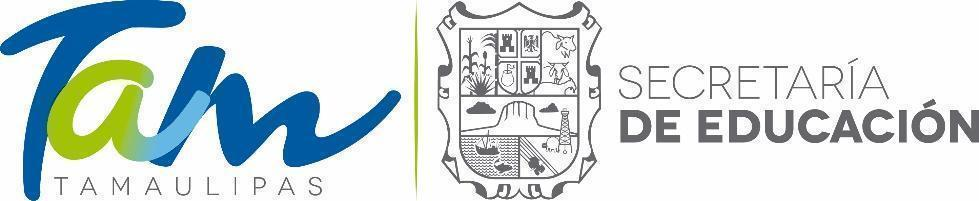 Tam
TAMAULIPAS
SECRETARÍA
DE EDUCACIÓN